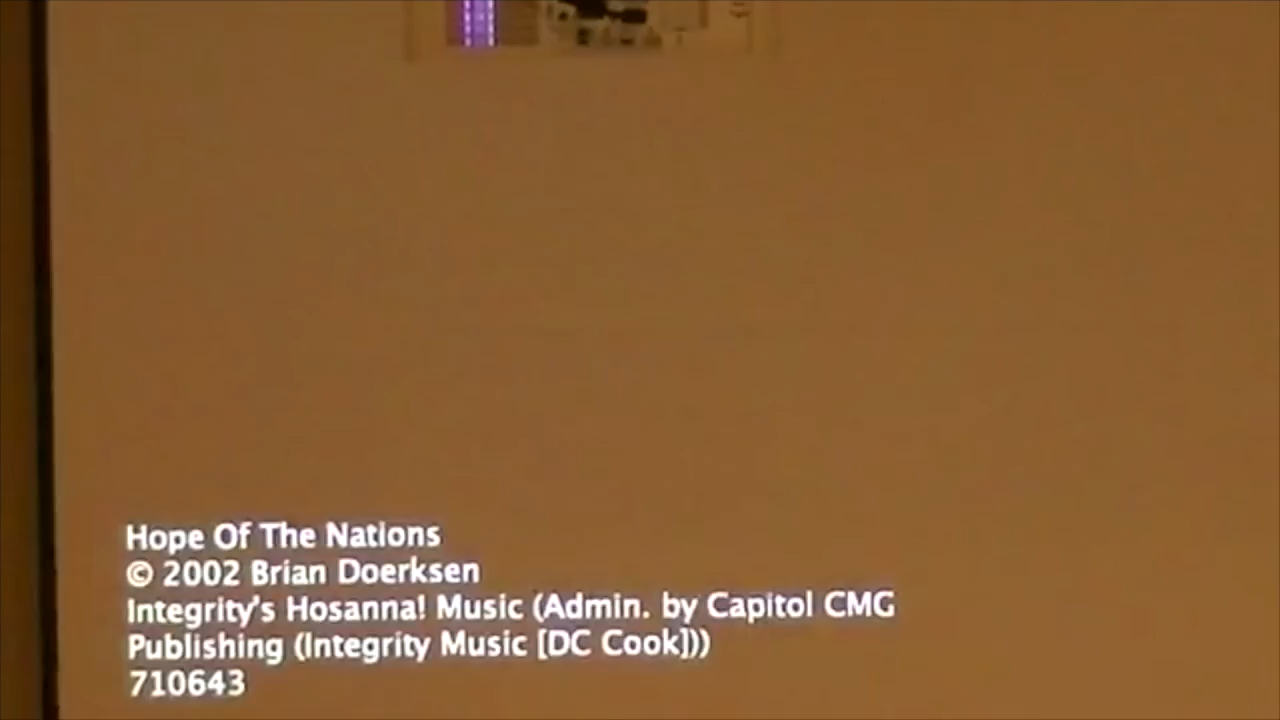 Hope Of The Nations
© 2002 Brian Doerksen
Integrity's Hosanna! Music (Admin. by Capitol CMG
Publishing (Integrity Music [DC Cook]))
710643